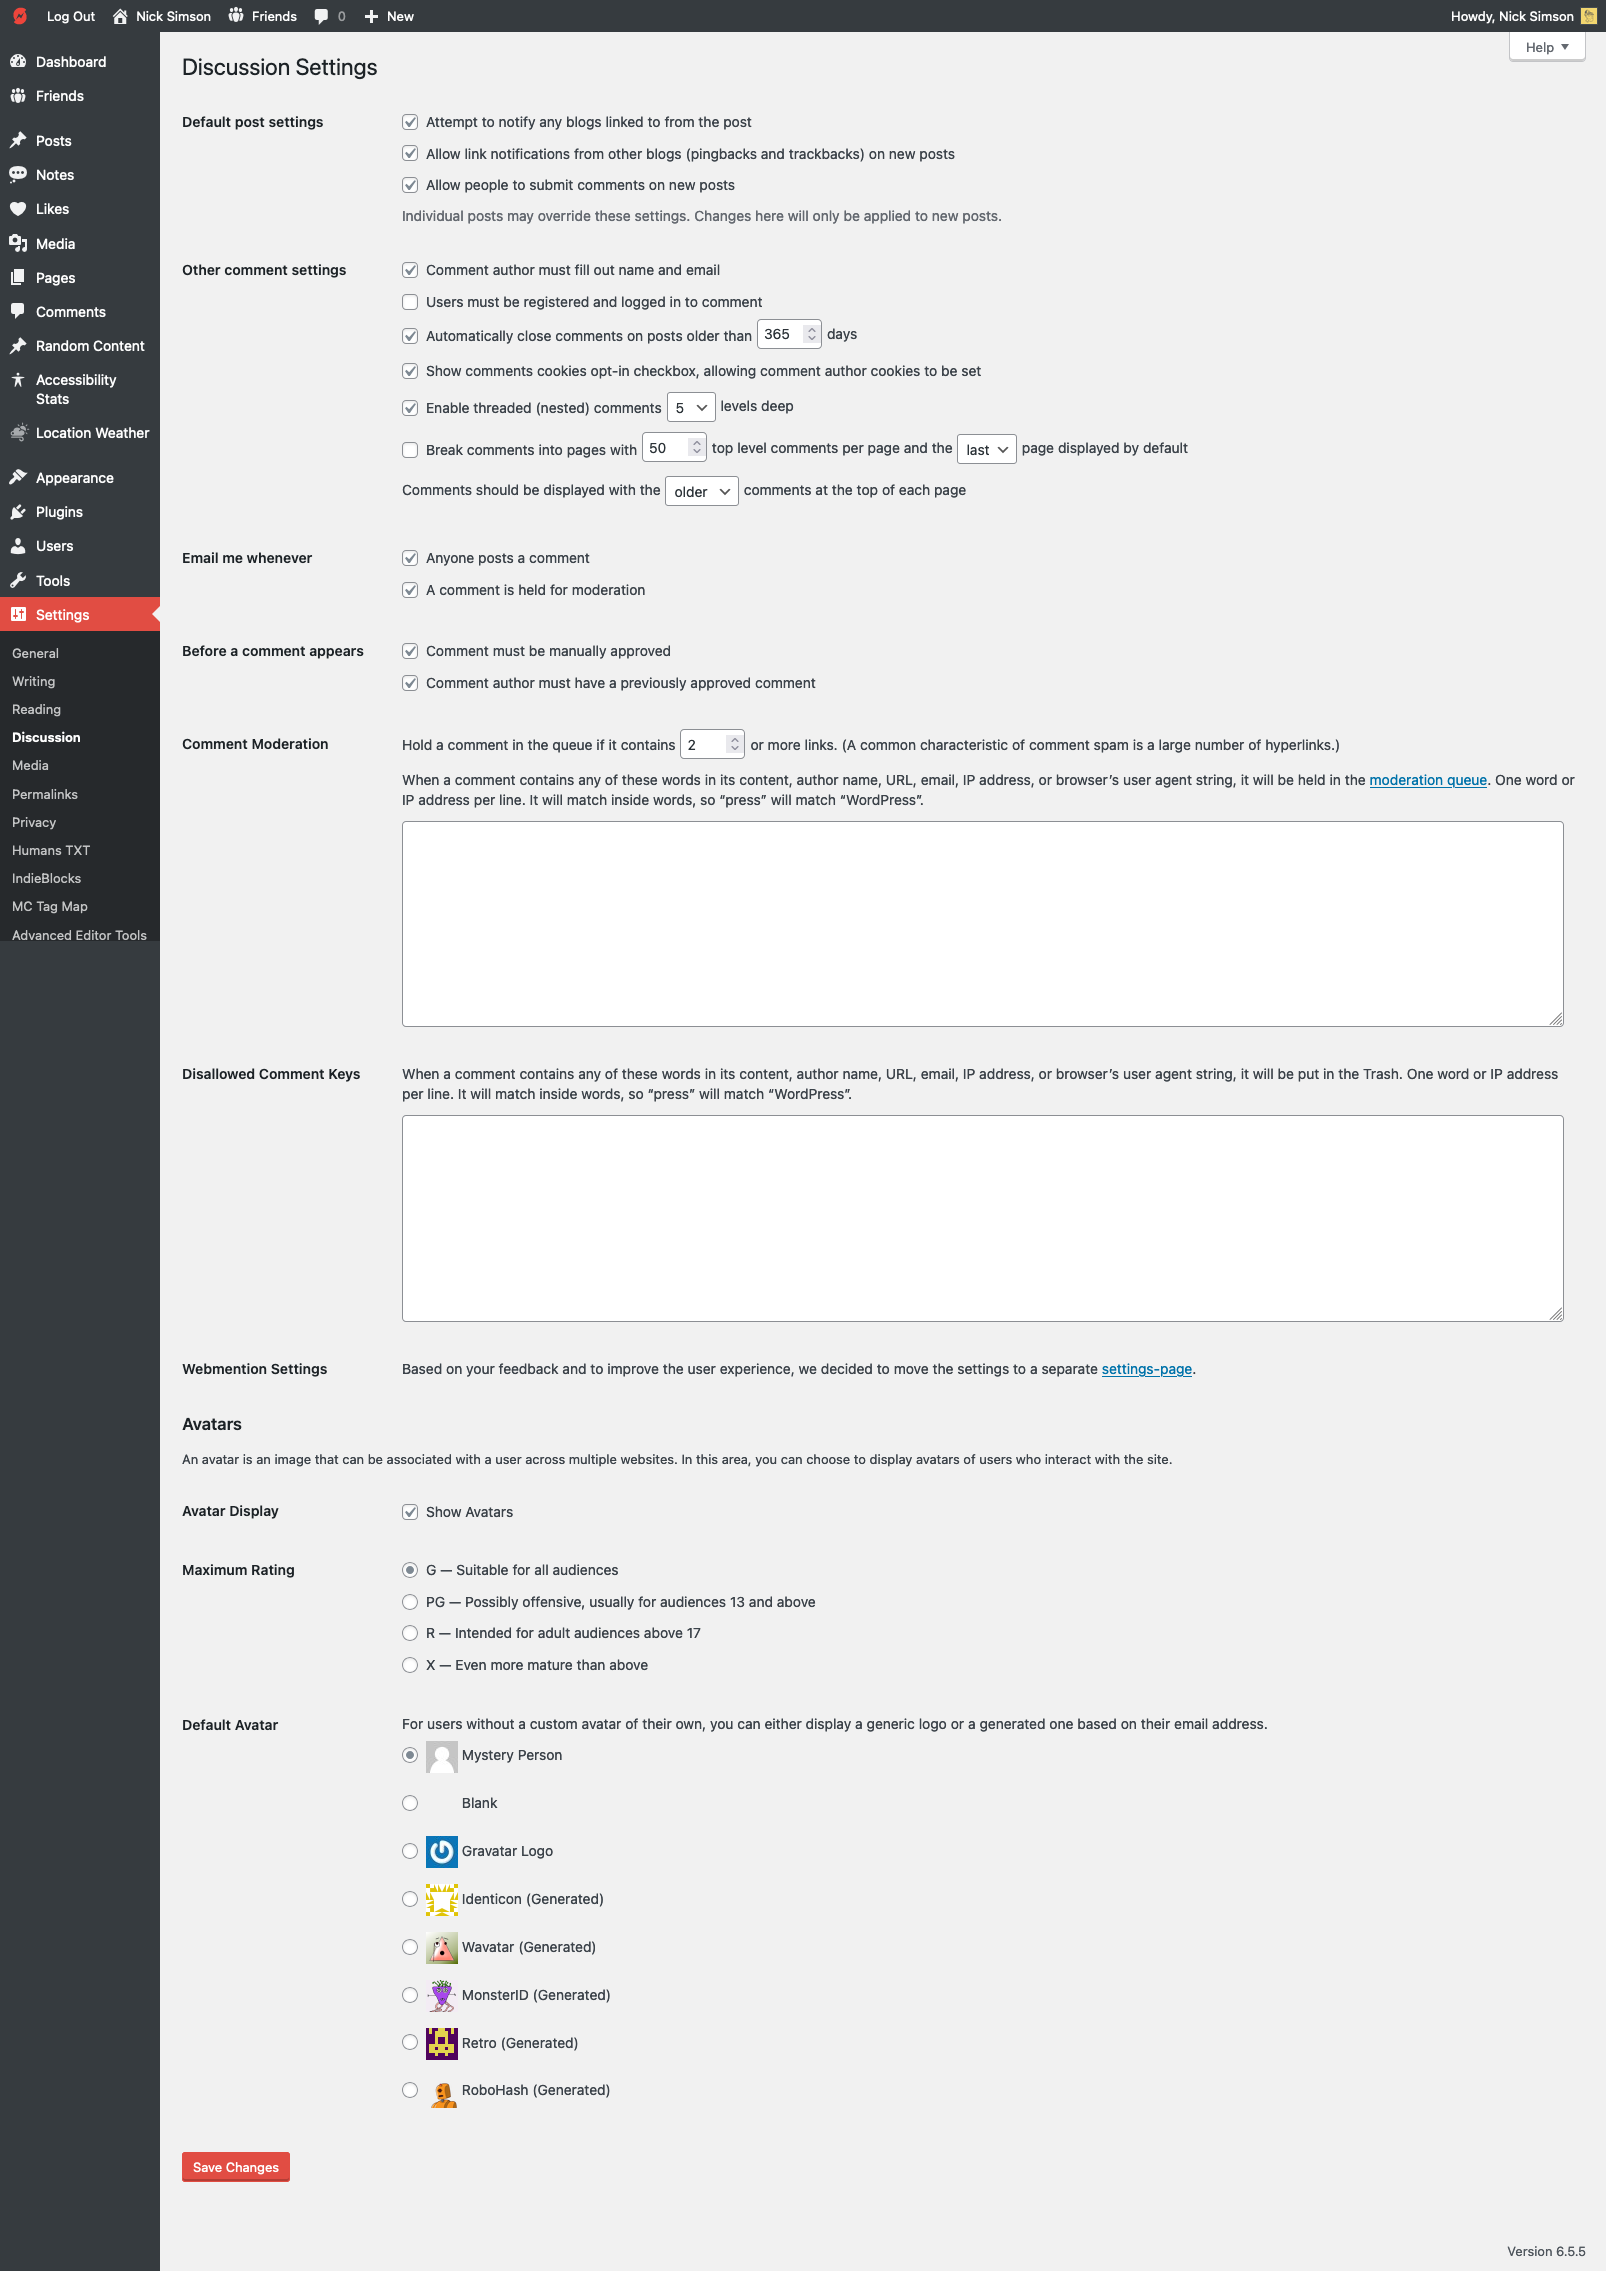 Log Out
Nick Simson
Friends
0
New
Howdy, Nick Simson
Help
Dashboard
Friends
Posts
Notes
Likes
Media
Pages
Comments
Random Content
Accessibility
Stats
Location Weather
Appearance
Plugins
Users
Tools
Settings
General
Writing
Reading
Discussion
Media
Permalinks
Privacy
Humans TXT
IndieBlocks
MC Tag Map
Advanced Editor Tools
Discussion Settings
Default post settings
Attempt to notify any blogs linked to from the post
Allow link notifications from other blogs (pingbacks and trackbacks) on new posts
Allow people to submit comments on new posts
Individual posts may override these settings. Changes here will only be applied to new posts.
Other comment settings
Comment author must fill out name and email
Users must be registered and logged in to comment
Automatically close comments on posts older than 365 days
Show comments cookies opt-in checkbox, allowing comment author cookies to be set
Enable threaded (nested) comments 5 levels deep
Break comments into pages with 50 top level comments per page and the last page displayed by default
Comments should be displayed with the older comments at the top of each page
Email me whenever
Anyone posts a comment
A comment is held for moderation
Before a comment appears
Comment must be manually approved
Comment author must have a previously approved comment
Comment Moderation
Hold a comment in the queue if it contains 2 or more links. (A common characteristic of comment spam is a large number of hyperlinks.)
When a comment contains any of these words in its content, author name, URL, email, IP address, or browser’s user agent string, it will be held in the moderation queue. One word or
IP address per line. It will match inside words, so “press” will match “WordPress”.
Disallowed Comment Keys
When a comment contains any of these words in its content, author name, URL, email, IP address, or browser’s user agent string, it will be put in the Trash. One word or IP address
per line. It will match inside words, so “press” will match “WordPress”.
Webmention Settings
Based on your feedback and to improve the user experience, we decided to move the settings to a separate settings-page.
Avatars
An avatar is an image that can be associated with a user across multiple websites. In this area, you can choose to display avatars of users who interact with the site.
Avatar Display
Show Avatars
Maximum Rating
G — Suitable for all audiences
PG — Possibly offensive, usually for audiences 13 and above
R — Intended for adult audiences above 17
X — Even more mature than above
Default Avatar
For users without a custom avatar of their own, you can either display a generic logo or a generated one based on their email address.
Mystery Person
Blank
Gravatar Logo
Identicon (Generated)
Wavatar (Generated)
MonsterID (Generated)
Retro (Generated)
RoboHash (Generated)
Save Changes
Version 6.5.5